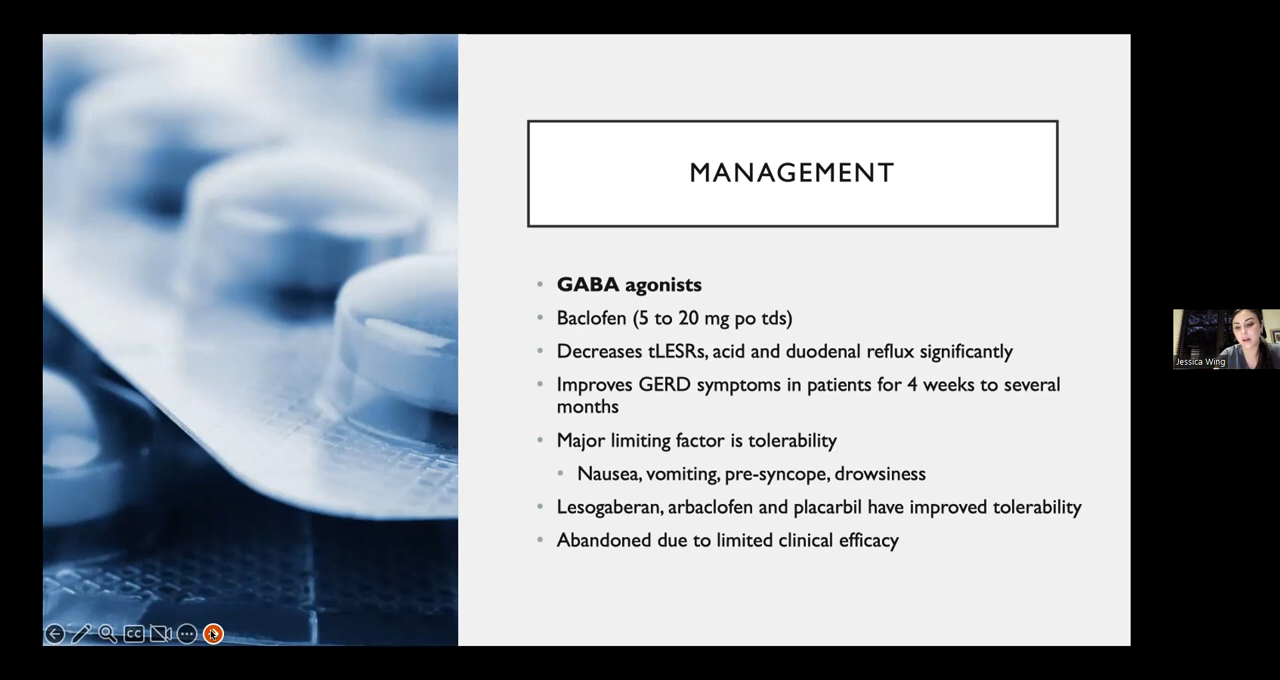 MANAGEMENT
GABA agonists
Baclofen (5 to 20 mg po tds)
Decreases tLESRs, acid and duodenal reflux significantly
Improves GERD symptoms in patients for 4 weeks to several
months
Major limiting factor is tolerability
Nausea, vomiting, pre-syncope, drowsiness
Lesogaberan, arbaclofen and placarbil have improved tolerability
Abandoned due to limited clinical efficacy
Jessica Wing
CC